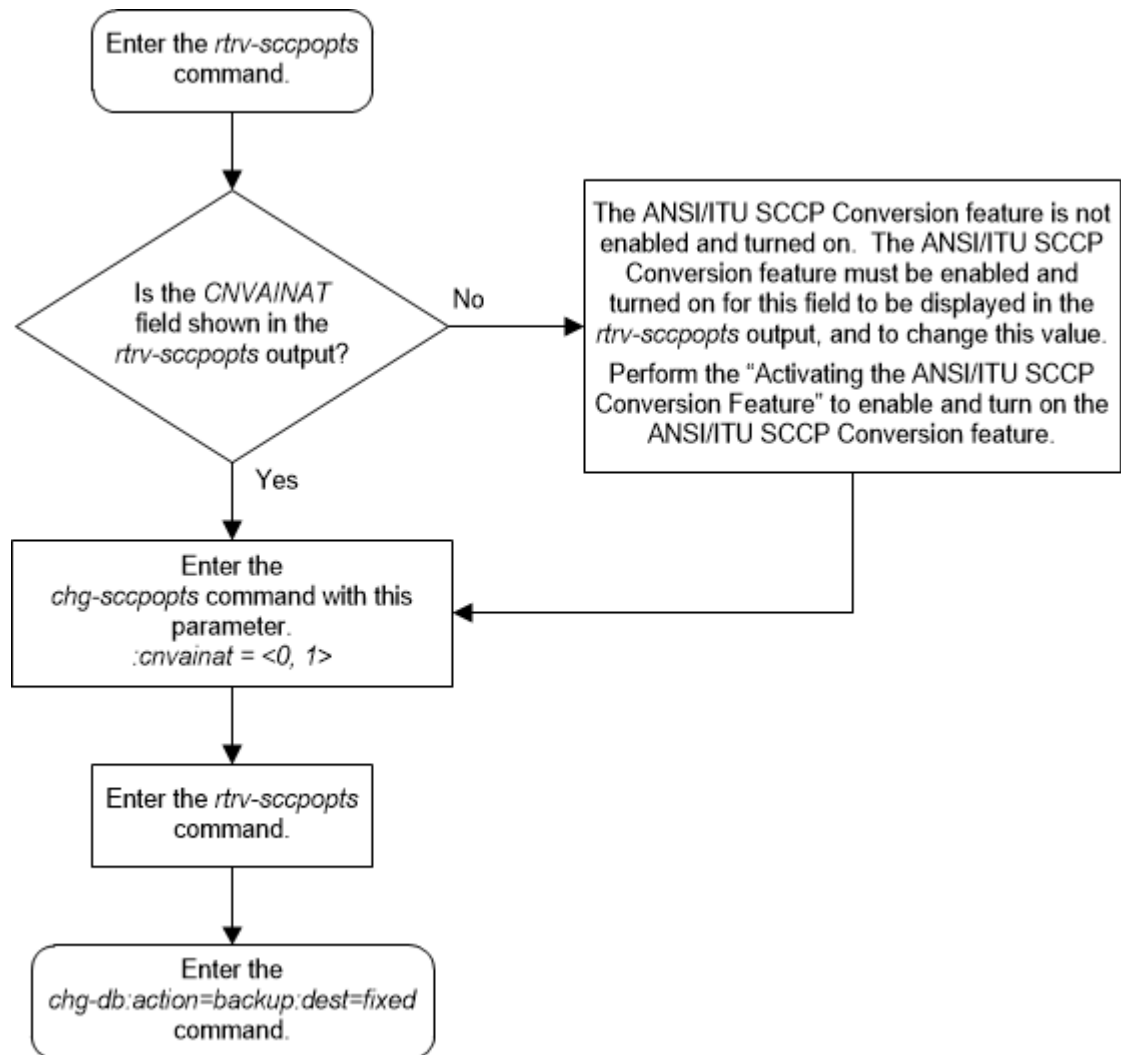 Enter the rtrv-sccpopts
command.
Is the CNVAINAT
field shown in the
rtrv-sccpopts output?
No
The ANSI/ITU SCCP Conversion feature is not
enabled and turned on. The ANSI/ITU SCCP
Conversion feature must be enabled and
turned on for this field to be displayed in the
rtrv-sccpopts output, and to change this value.
Perform the “Activating the ANSI/ITU SCCP
Conversion Feature” to enable and turn on the
ANSI/ITU SCCP Conversion feature.
Yes
Enter the
chg-sccpopts command with this
parameter.
:cnvainat = <0, 1>
Enter the rtrv-sccpopts
command.
Enter the
chg-db:action=backup:dest=fixed
command.